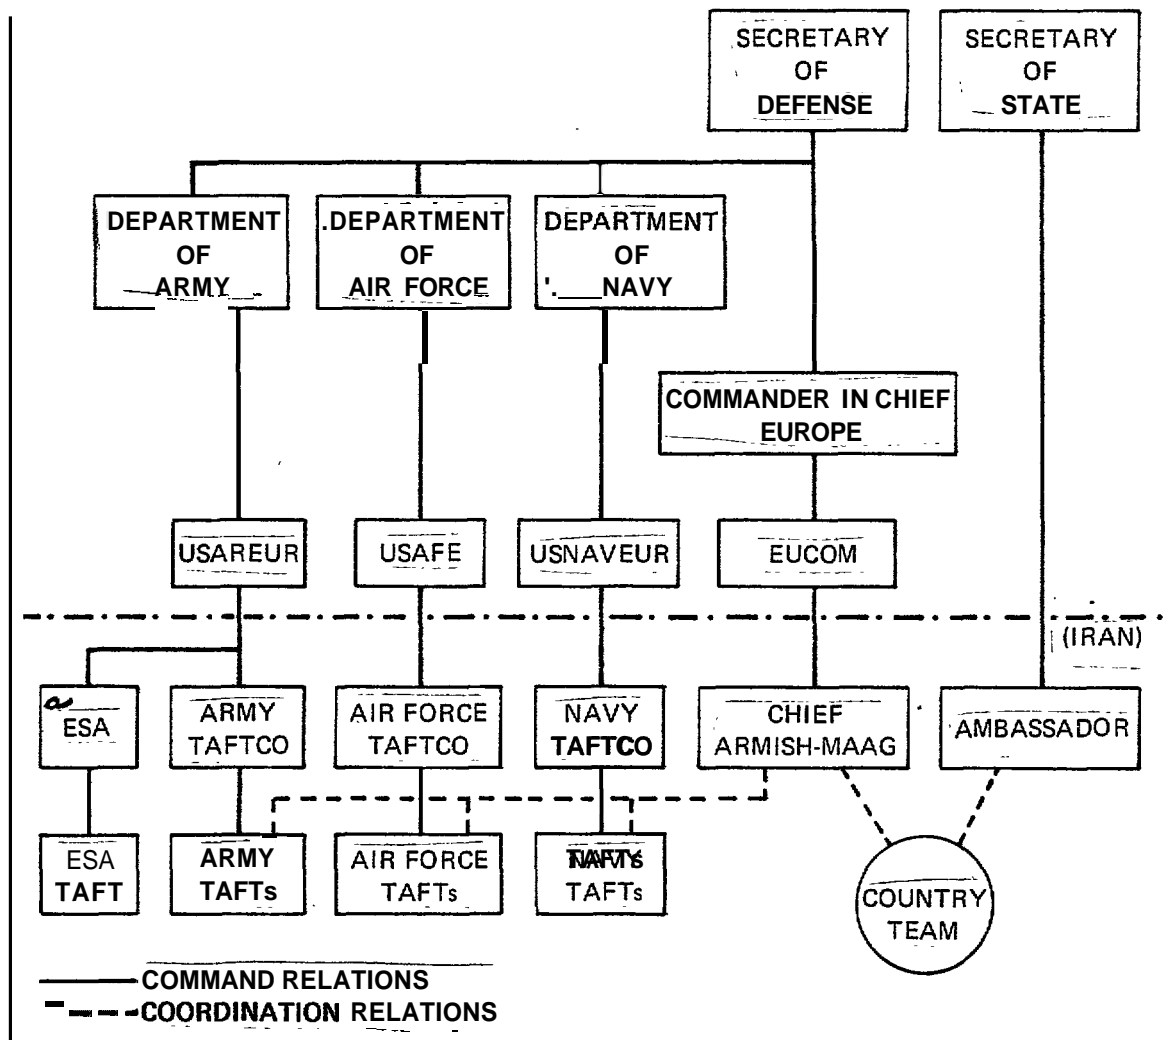 SECRETARY
OF
DEFENSE
SECRETARY
OF
STATE
DEPARTMENT
OF
ARMY
.DEPARTMENT
OF
AIR FORCE
DEPARTMENT
OF
NAVY
COMMANDER IN CHIEF
EUROPE
USAREUR
USAFE
USNAVEUR
EUCOM
(IRAN)
a
ESA
ARMY
TAFTCO
AIR FORCE
TAFTCO
NAVY
TAFTCO
CHIEF
ARMISH-MAAG
AMBASSADOR
ESA
TAFT
ARMY
TAFTs
AIR FORCE
TAFTs
TAFTs
COUNTRY
TEAM
COMMAND RELATIONS
COORDINATION RELATIONS